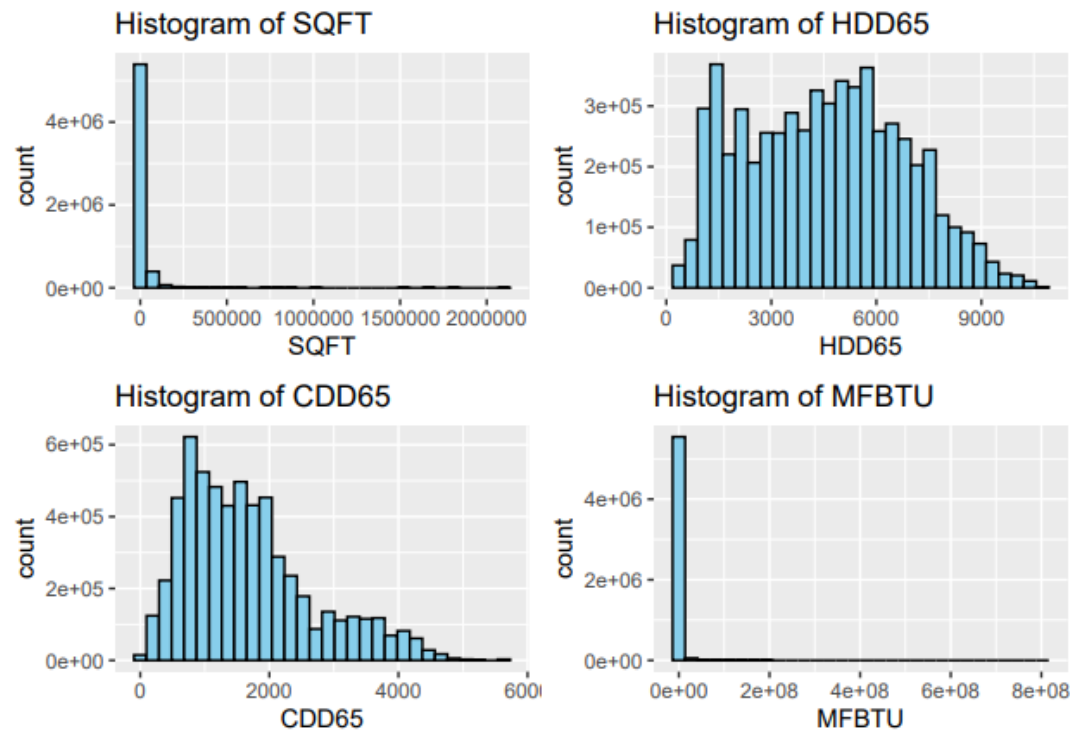 Histogram of SQFT
4e+06
2e+06
0e+00
count
0 500000 1000000 1500000 2000000
SQFT
Histogram of HDD65
3e+05
2e+05
1e+05
0e+00
count
0 3000 6000 9000
HDD65
Histogram of CDD65
6e+05
4e+05
2e+05
0e+00
count
0 2000 4000 6000
CDD65
Histogram of MFBTU
4e+06
2e+06
0e+00
count
0e+00 2e+08 4e+08 6e+08 8e+08
MFBTU